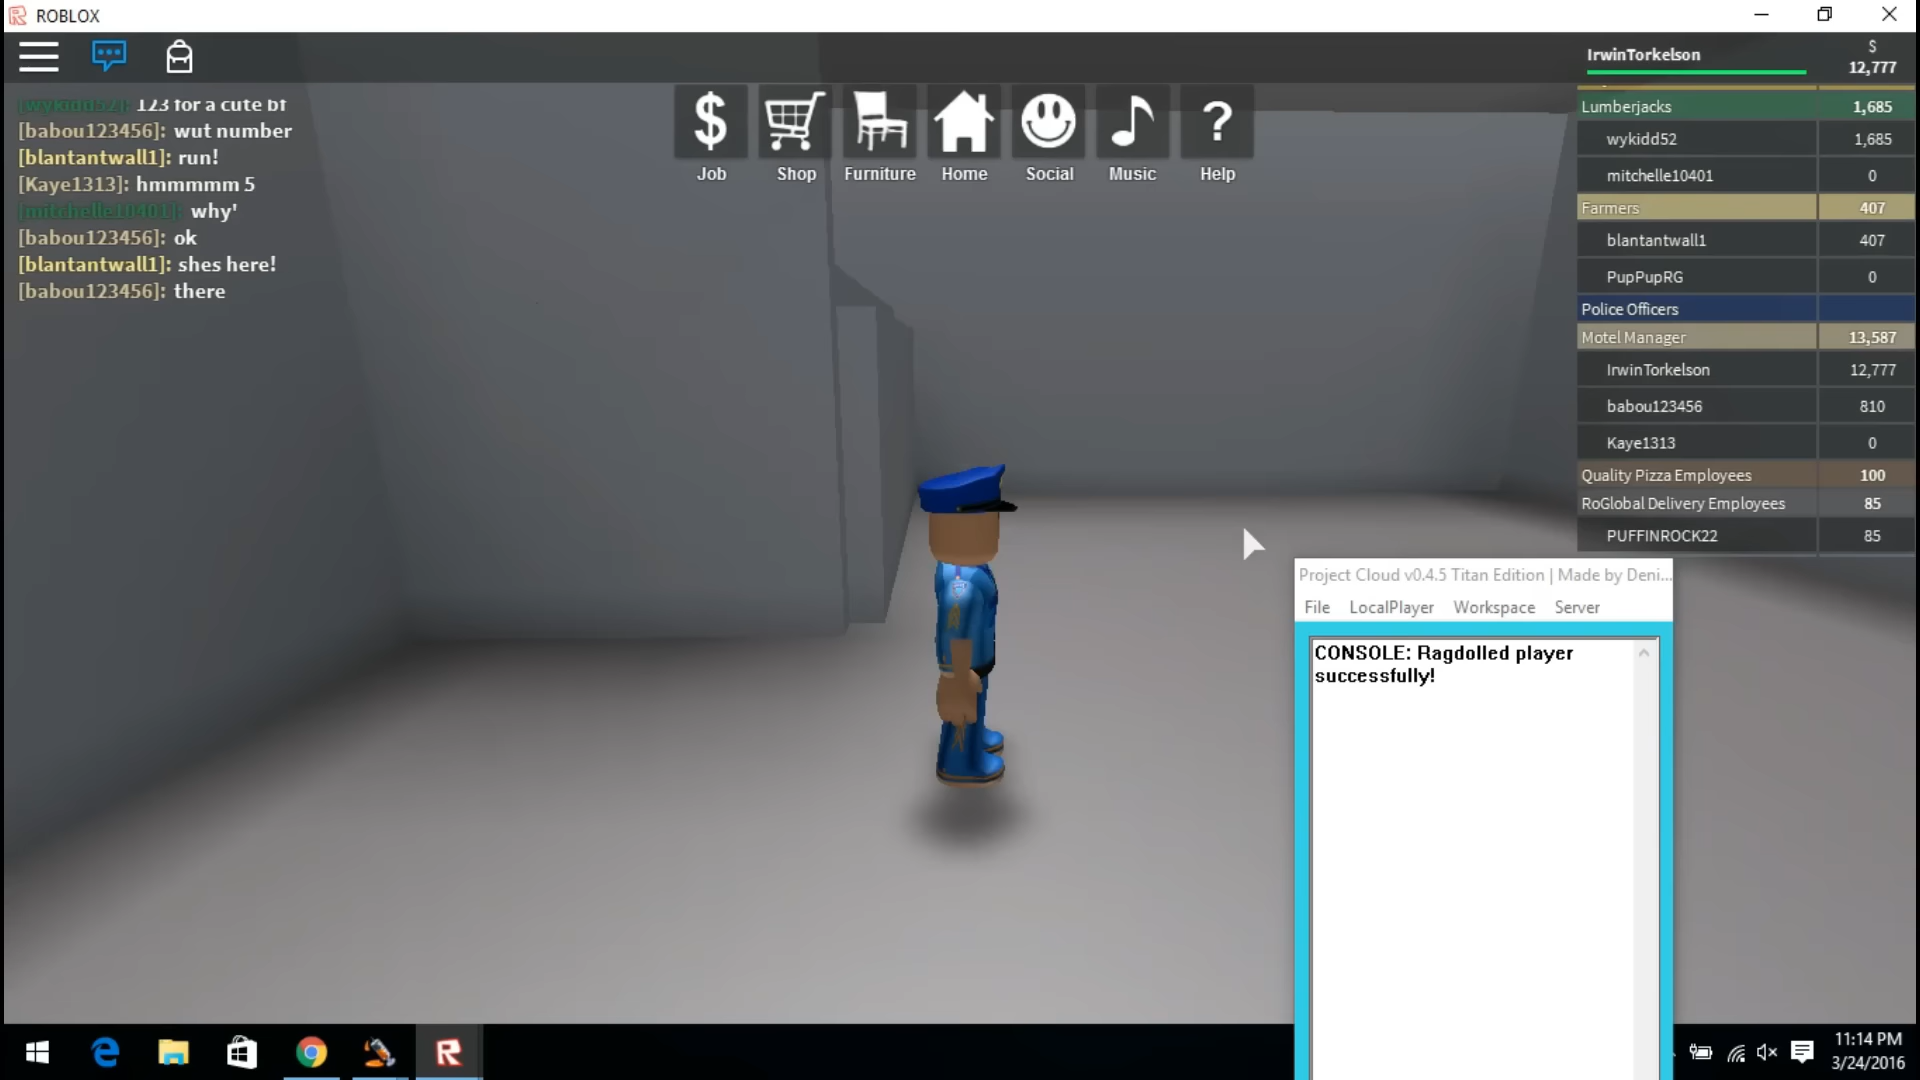 ROBLOX
[wykidd52]: 123 for a cute bf
[babou123456]: wut number
[blantantwall1]: run!
[Kaye1313]: hmmmmm 5
[mitchelle10401]: why'
[babou123456]: ok
[blantantwall1]: shes here!
[babou123456]: there
$
Job
Shop
Furniture
Home
Social
Music
?
Help
IrwinTorkelson
$
12,777
Lumberjacks 1,685
wykidd52 1,685
mitchelle10401 0
Farmers 407
blantantwall1 407
PupPupRG 0
Police Officers
Motel Manager 13,587
IrwinTorkelson 12,777
babou123456 810
Kaye1313 0
Quality Pizza Employees 100
RoGlobal Delivery Employees 85
PUFFINROCK22 85
Project Cloud v0.4.5 Titan Edition | Made by Deni...
File LocalPlayer Workspace Server
CONSOLE: Ragdolled player
successfully!
11:14 PM
3/24/2016